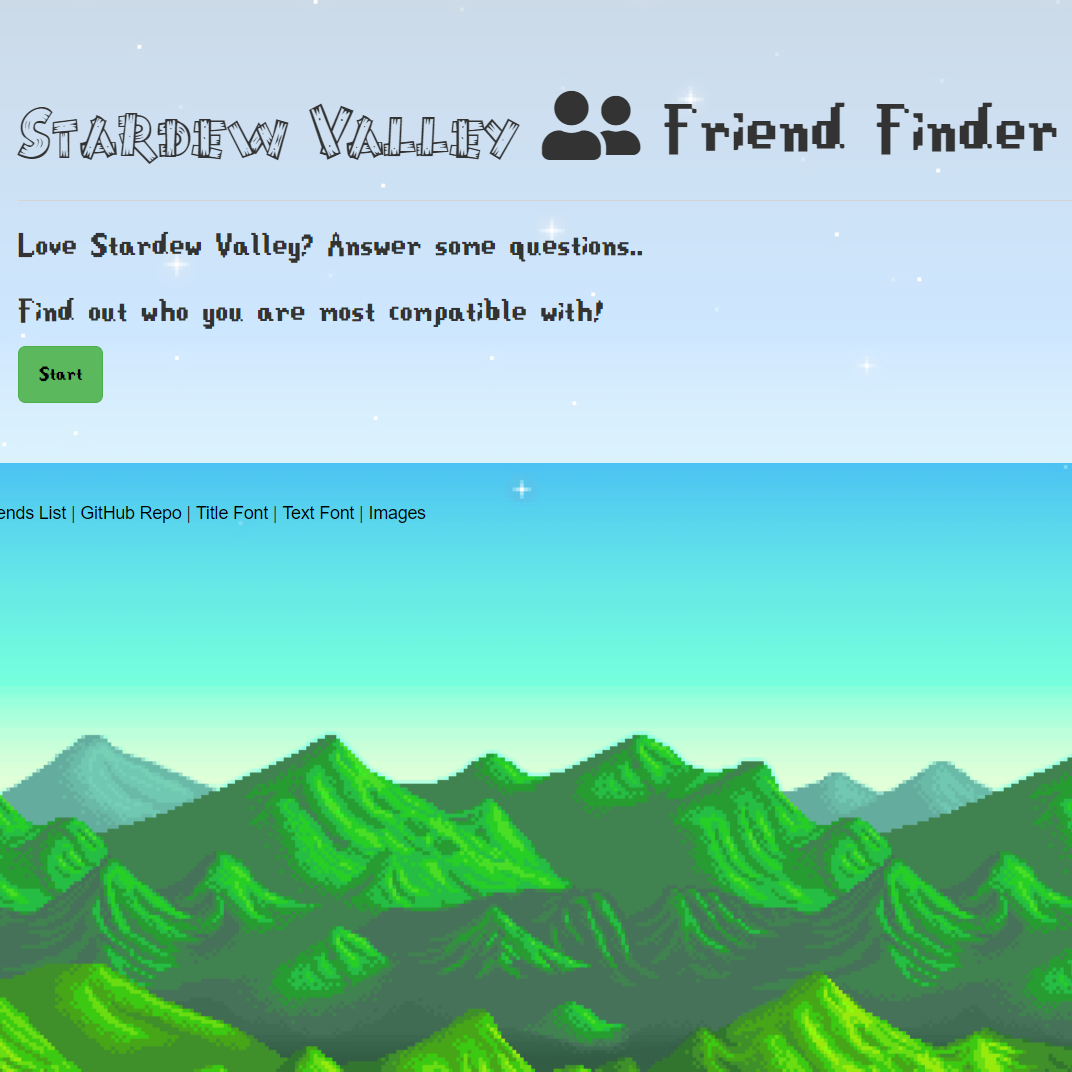 Stardew Valley Friend Finder
Love Stardew Valley? Answer some questions..
Find out who you are most compatible with!
Start
ends List | GitHub Repo | Title Font | Text Font | Images